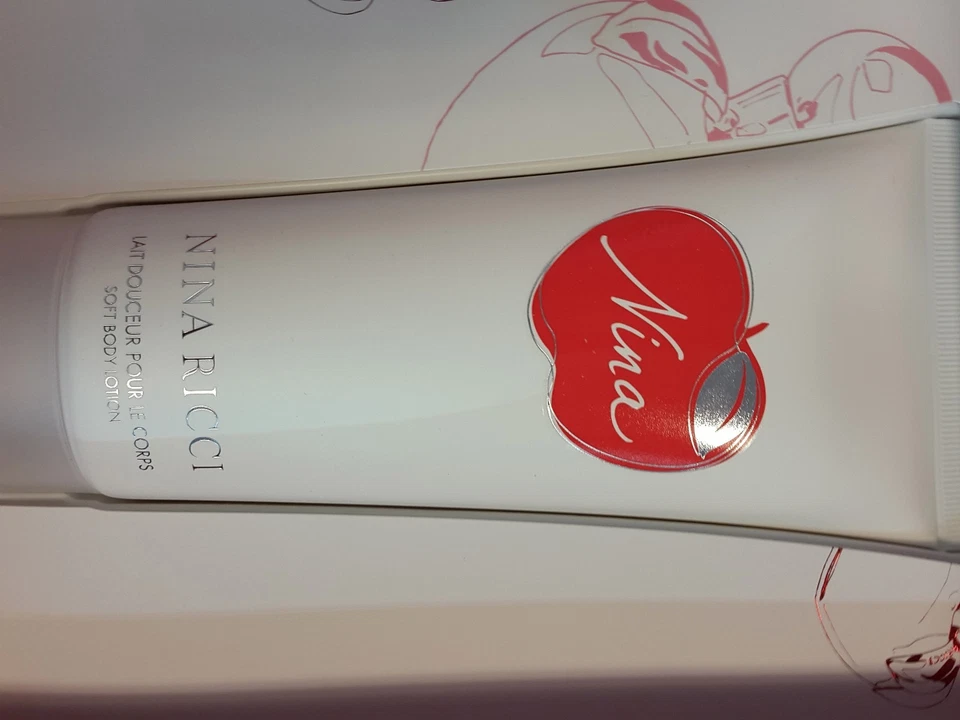 Nina
NINA RICCI
LAIT DOUCEUR POUR LE CORPS
SOFT BODY LOTION